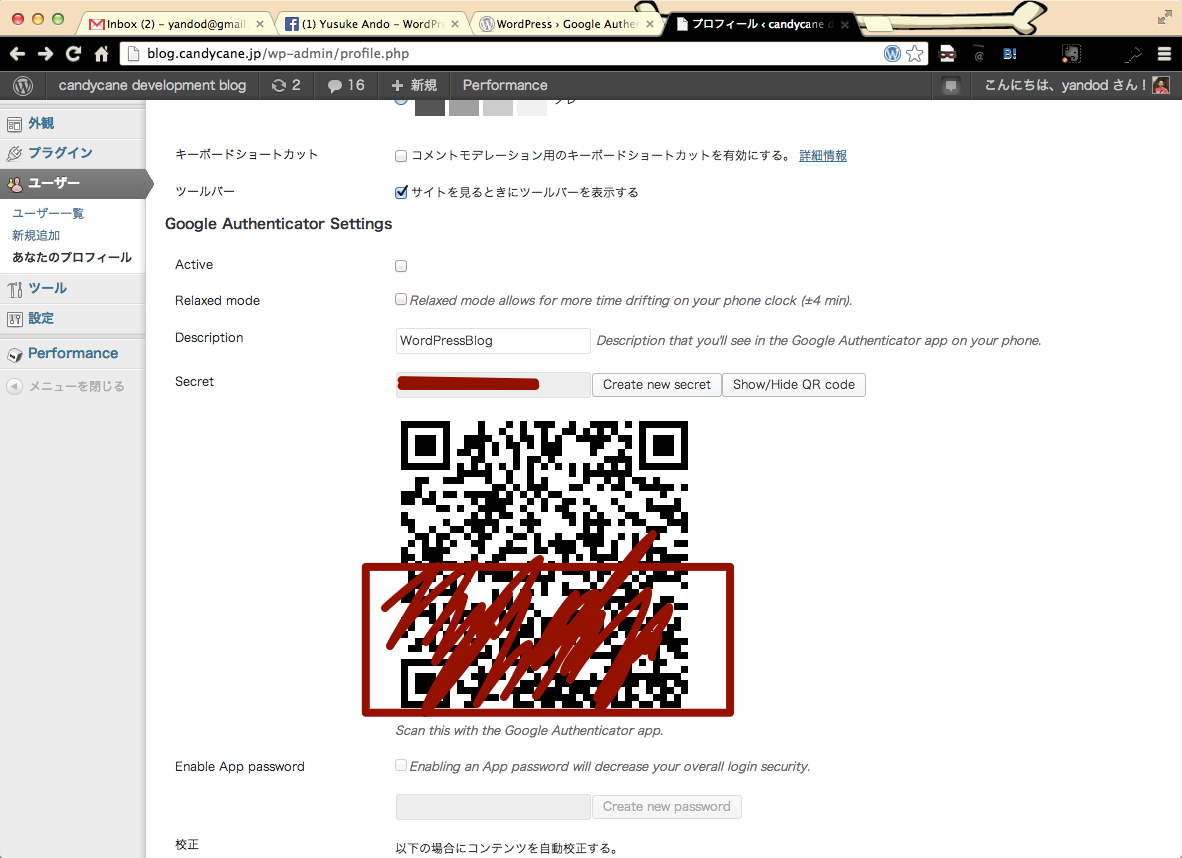 Inbox (2) – yandod@gmail.
(1) Yusuke Ando – WordPr
WordPress › Google Auther
プロフィール ‹ candycane d
blog.candycane.jp/wp-admin/profile.php
candycane development blog 2 16 + 新規 Performance こんにちは、yandod さん！
外観
プラグイン
ユーザー
ユーザー一覧
新規追加
あなたのプロフィール
ツール
設定
Performance
メニューを閉じる
キーボードショートカット コメントモデレーション用のキーボードショートカットを有効にする。 詳細情報
ツールバー サイトを見るときにツールバーを表示する
Google Authenticator Settings
Active
Relaxed mode Relaxed mode allows for more time drifting on your phone clock (±4 min).
Description WordPressBlog Description that you'll see in the Google Authenticator app on your phone.
Secret Create new secret Show/Hide QR code
Scan this with the Google Authenticator app.
Enable App password Enabling an App password will decrease your overall login security.
Create new password
校正 以下の場合にコンテンツを自動校正する。